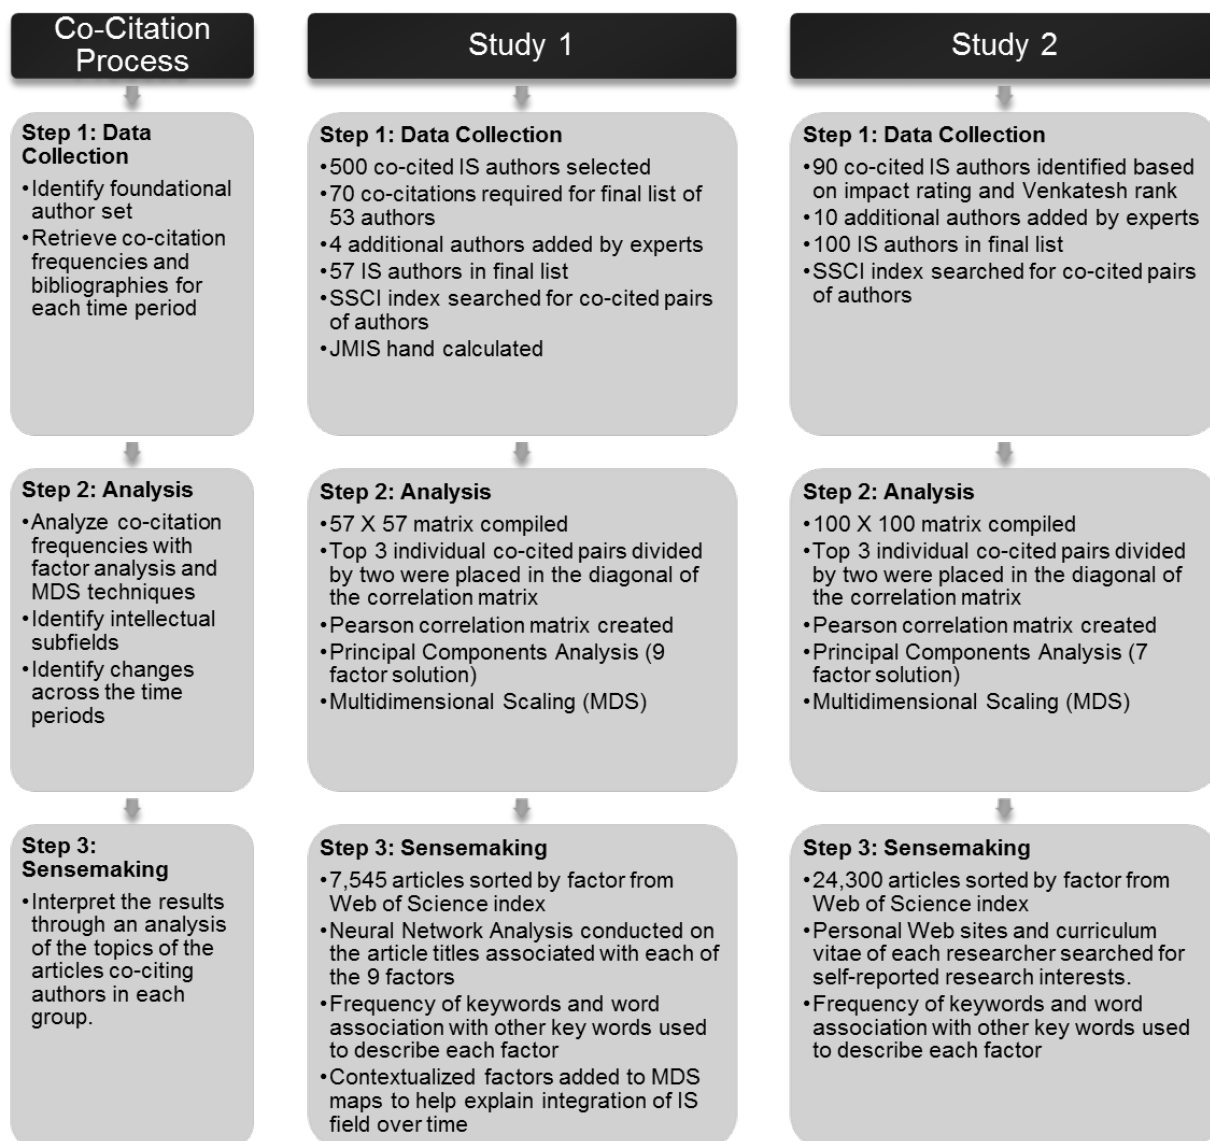 Co-Citation
Process
Step 1: Data
Collection
•Identify foundational
author set
•Retrieve co-citation
frequencies and
bibliographies for
each time period
Step 2: Analysis
•Analyze co-citation
frequencies with
factor analysis and
MDS techniques
•Identify intellectual
subfields
•Identify changes
across the time
periods
Step 3:
Sensemaking
•Interpret the results
through an analysis
of the topics of the
articles co-citing
authors in each
group.
Study 1
Step 1: Data Collection
•500 co-cited IS authors selected
•70 co-citations required for final list of
53 authors
•4 additional authors added by experts
•57 IS authors in final list
•SSCI index searched for co-cited pairs
of authors
•JMIS hand calculated
Step 2: Analysis
•57 X 57 matrix compiled
•Top 3 individual co-cited pairs divided
by two were placed in the diagonal of
the correlation matrix
•Pearson correlation matrix created
•Principal Components Analysis (9
factor solution)
•Multidimensional Scaling (MDS)
Step 3: Sensemaking
•7,545 articles sorted by factor from
Web of Science index
•Neural Network Analysis conducted on
the article titles associated with each of
the 9 factors
•Frequency of keywords and word
association with other key words used
to describe each factor
•Contextualized factors added to MDS
maps to help explain integration of IS
field over time
Study 2
Step 1: Data Collection
•90 co-cited IS authors identified based
on impact rating and Venkatesh rank
•10 additional authors added by experts
•100 IS authors in final list
•SSCI index searched for co-cited pairs
of authors
Step 2: Analysis
•100 X 100 matrix compiled
•Top 3 individual co-cited pairs divided
by two were placed in the diagonal of
the correlation matrix
•Pearson correlation matrix created
•Principal Components Analysis (7
factor solution)
•Multidimensional Scaling (MDS)
Step 3: Sensemaking
•24,300 articles sorted by factor from
Web of Science index
•Personal Web sites and curriculum
vitae of each researcher searched for
self-reported research interests.
•Frequency of keywords and word
association with other key words used
to describe each factor